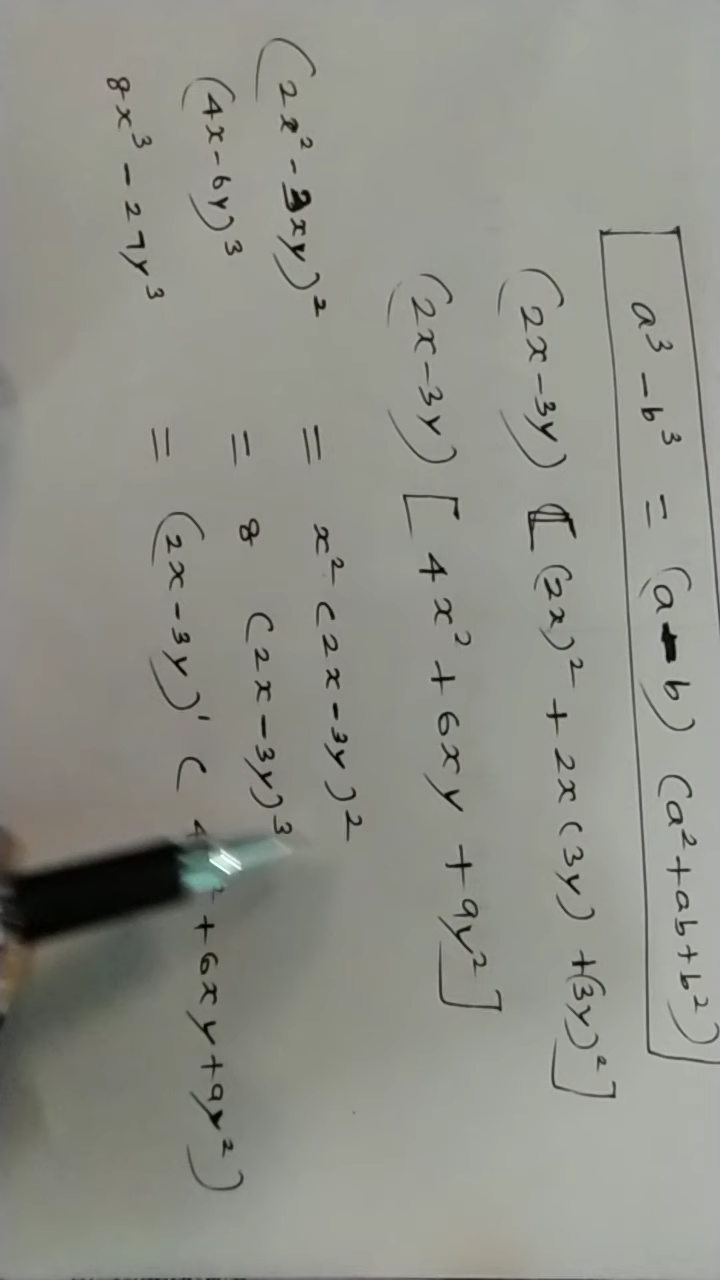 a³ - b³ = (a - b) (a² + ab + b²)
(2x - 3y) [(2x)² + 2x(3y) + (3y)²]
(2x - 3y) [4x² + 6xy + 9y²]
(2x² - 3xy)² = x² (2x - 3y)²
(4x - 6y)³ = 8 (2x - 3y)³
8x³ - 27y³ = (2x - 3y)¹ (4 ² + 6xy + 9y²)